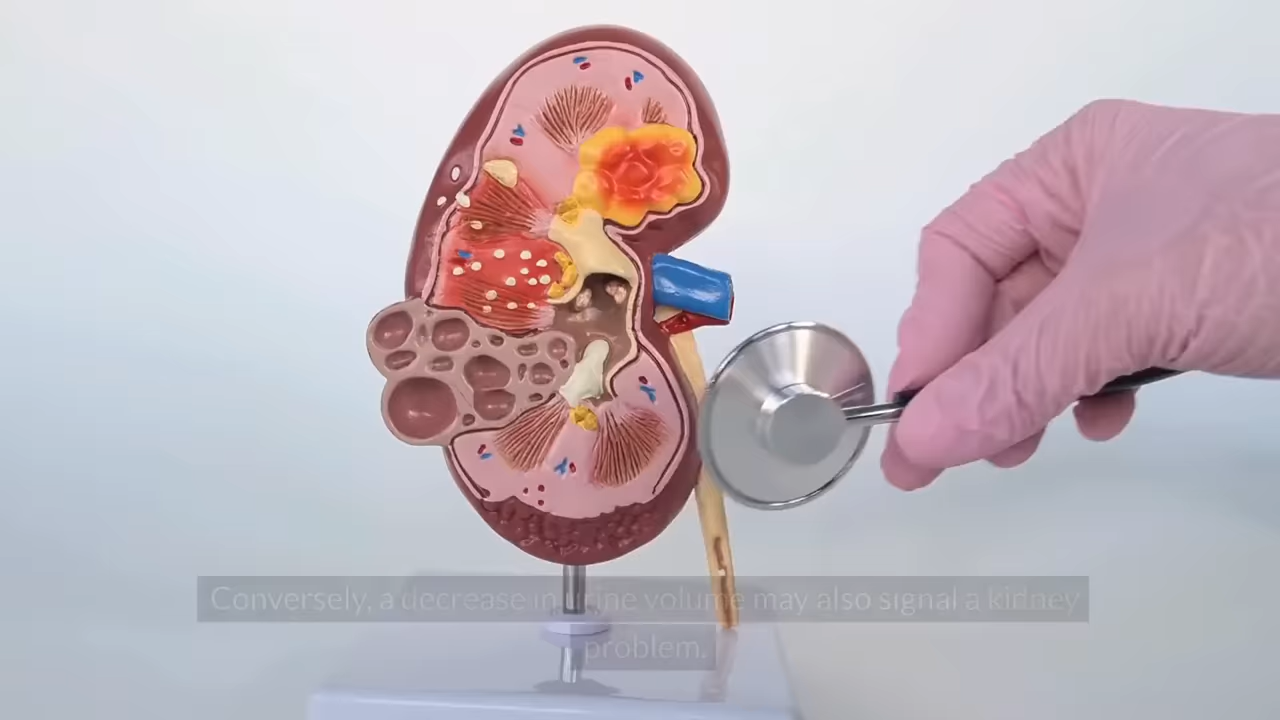 Conversely, a decrease in urine volume may also signal a kidney
problem.